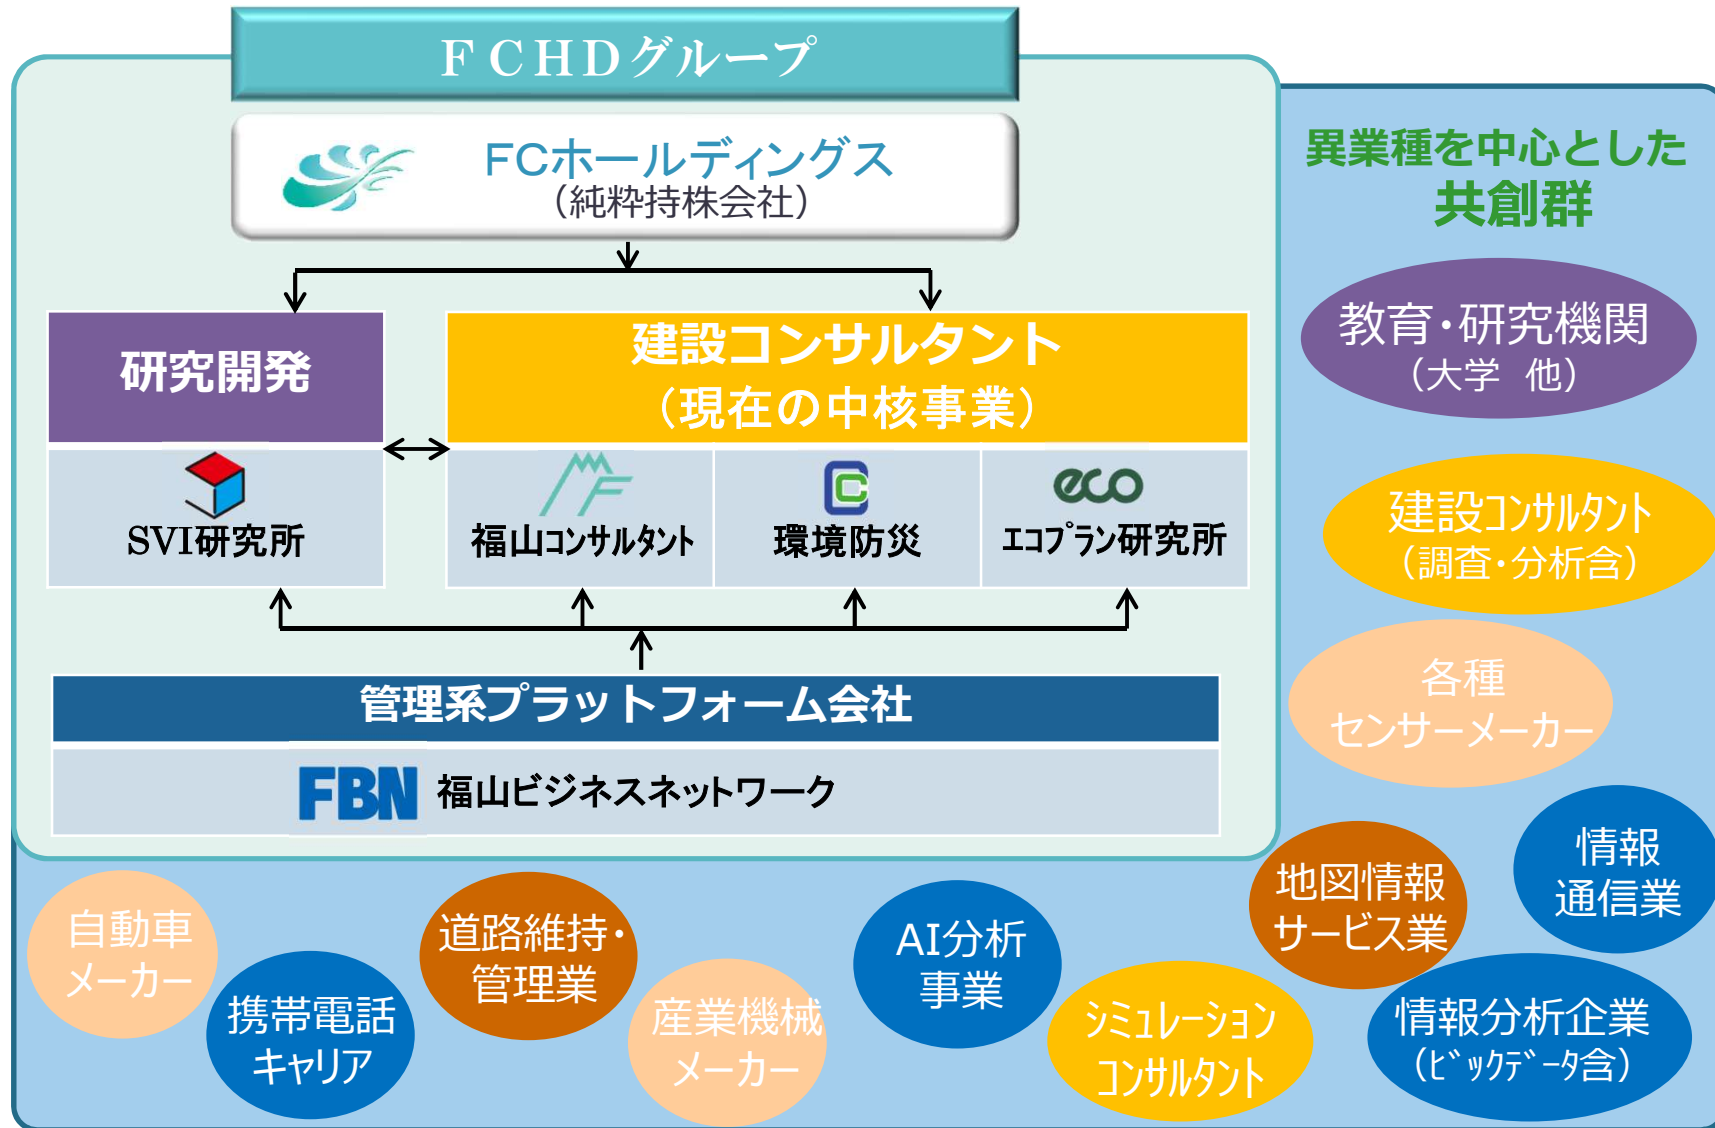 ＦＣＨＤグループ
FCホールディングス
（純粋持株会社）
研究開発
建設コンサルタント
（現在の中核事業）
SVI研究所
福山コンサルタント
環境防災
eco
エコプラン研究所
管理系プラットフォーム会社
FBN 福山ビジネスネットワーク
異業種を中心とした
共創群
教育・研究機関
（大学　他）
建設コンサルタント
（調査・分析含）
各種
センサーメーカー
情報
通信業
地図情報
サービス業
自動車
メーカー
携帯電話
キャリア
道路維持・
管理業
産業機械
メーカー
AI分析
事業
シミュレーション
コンサルタント
情報分析企業
（ビックデータ含）